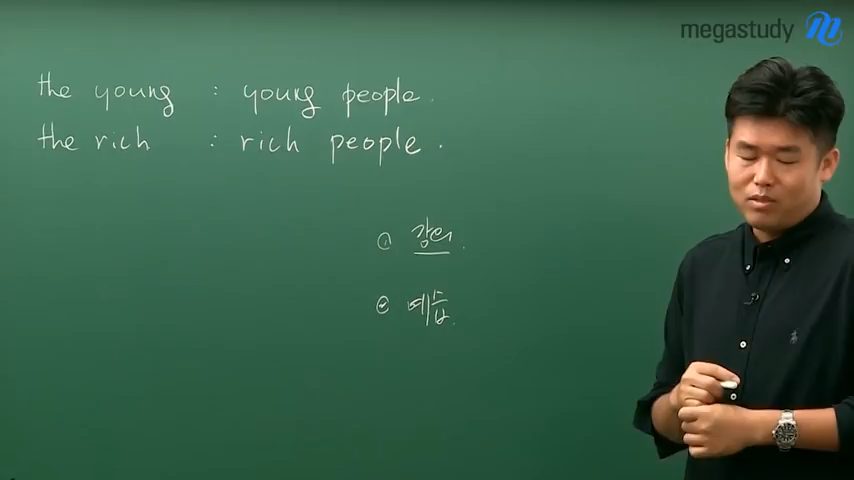 megastudy
the young : young people.
the rich : rich people.
① 강의.
② 예습.